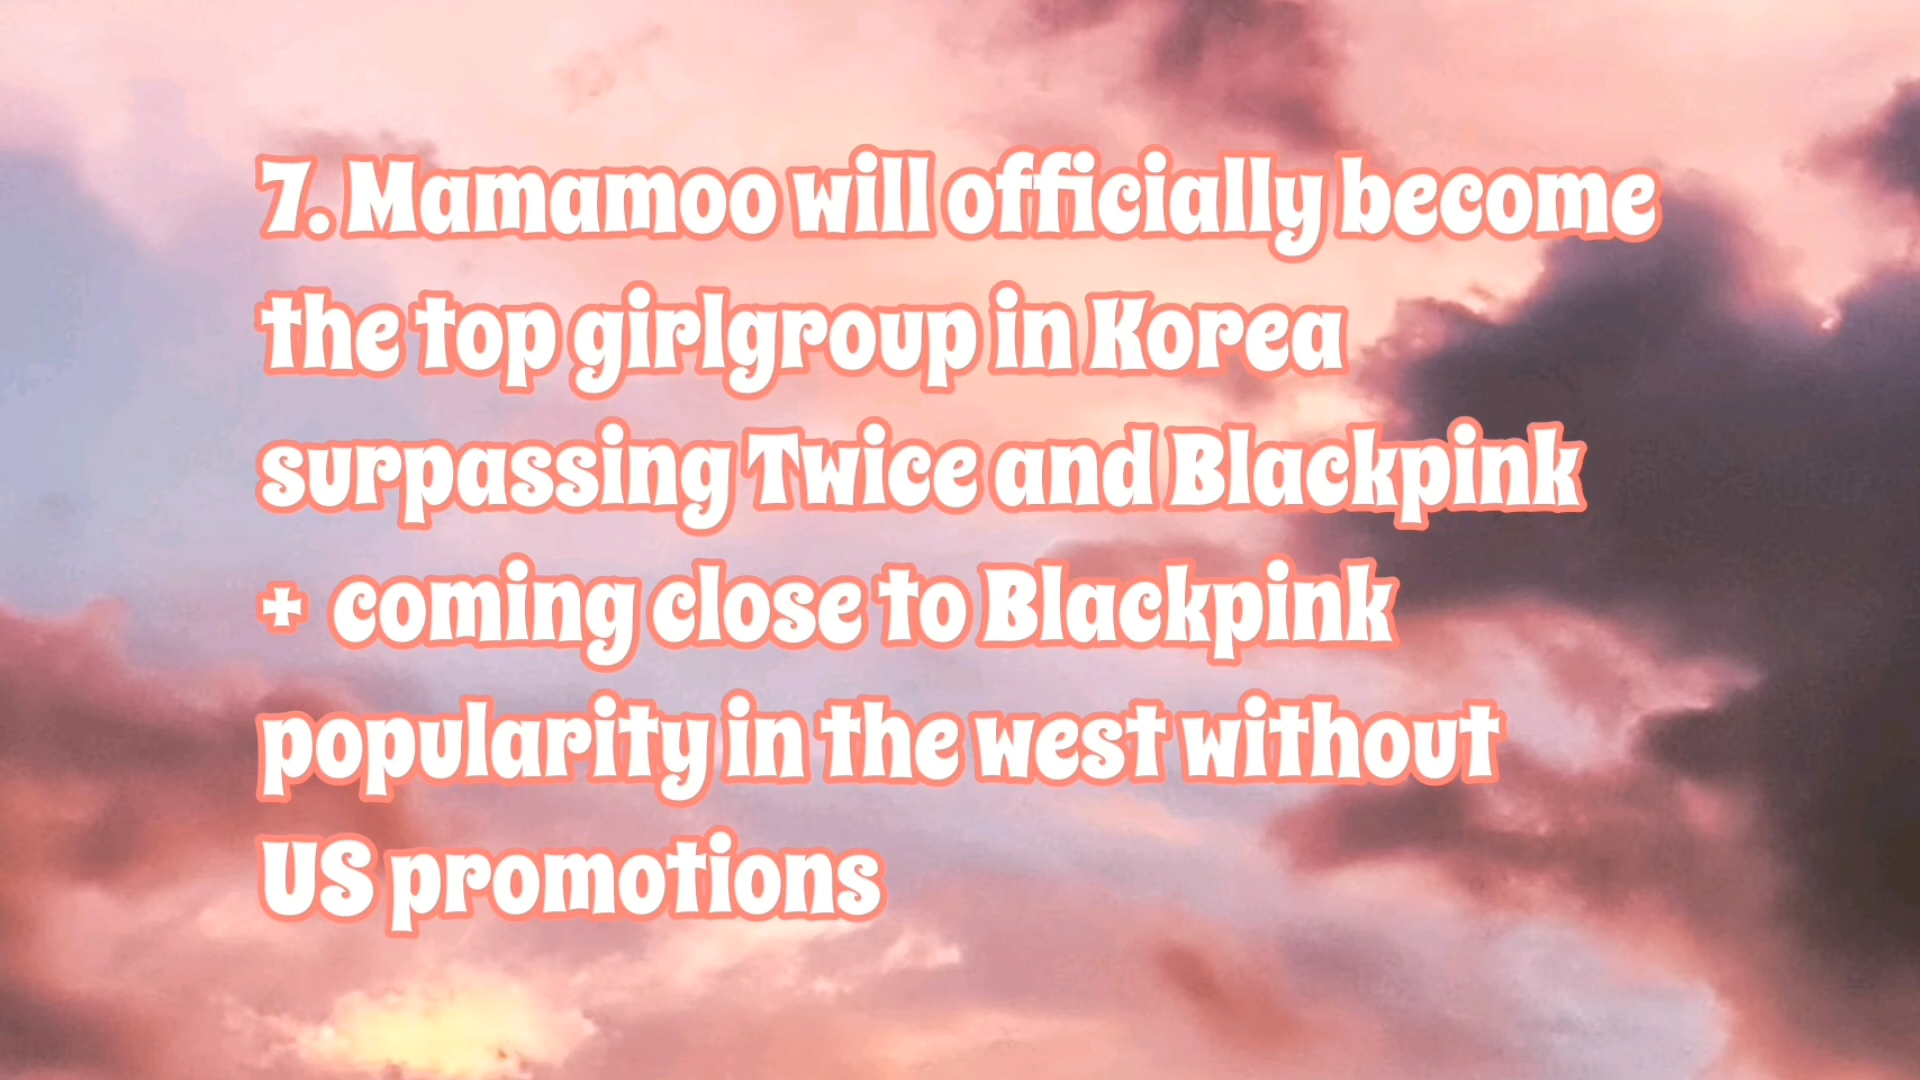 7. Mamamoo will officially become
the top girlgroup in Korea
surpassing Twice and Blackpink
+ coming close to Blackpink
popularity in the west without
US promotions